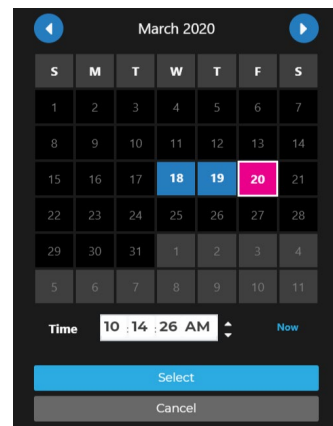 March 2020
S M T W T F S
1 2 3 4 5 6 7
8 9 10 11 12 13 14
15 16 17 18 19 20 21
22 23 24 25 26 27 28
29 30 31 1 2 3 4
5 6 7 8 9 10 11
Time 10 : 14 : 26 AM Now
Select
Cancel